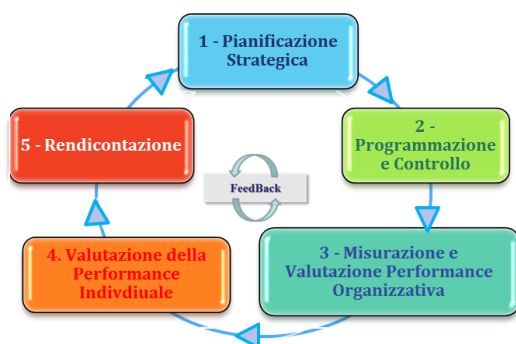 1 - Pianificazione
Strategica
2 -
Programmazione
e Controllo
3 - Misurazione e
Valutazione Performance
Organizzativa
4. Valutazione della
Performance
Indivdiuale
5 - Rendicontazione
FeedBack